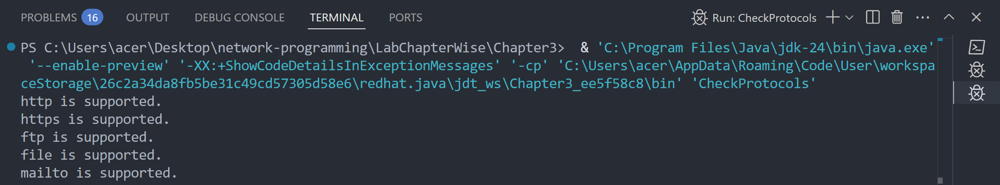 PROBLEMS 16 OUTPUT DEBUG CONSOLE TERMINAL PORTS Run: CheckProtocols
PS C:\Users\acer\Desktop\network-programming\LabChapterWise\Chapter3>  & 'C:\Program Files\Java\jdk-24\bin\java.exe'
 '--enable-preview' '-XX:+ShowCodeDetailsInExceptionMessages' '-cp' 'C:\Users\acer\AppData\Roaming\Code\User\workspa
ceStorage\26c2a34da8fb5be31c49cd57305d58e6\redhat.java\jdt_ws\Chapter3_ee5f58c8\bin' 'CheckProtocols'
http is supported.
https is supported.
ftp is supported.
file is supported.
mailto is supported.